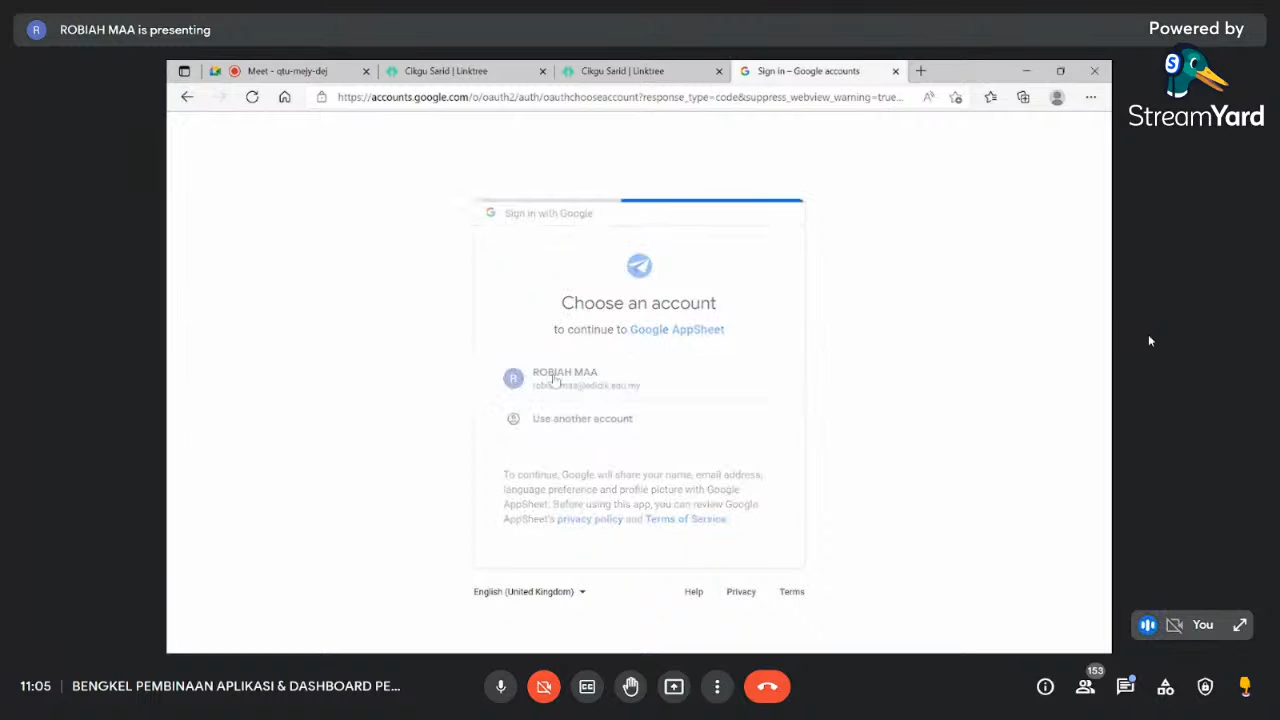 R ROBIAH MAA is presenting
Powered by
S
StreamYard
Meet - qtu-mejy-dej
Cikgu Sarid | Linktree
Cikgu Sarid | Linktree
Sign in – Google accounts
https://accounts.google.com/o/oauth2/auth/oauthchooseaccount?response_type=code&suppress_webview_warning=true...
Sign in with Google
Choose an account
to continue to Google AppSheet
R
ROBIAH MAA
Use another account
To continue, Google will share your name, email address,
language preference and profile picture with Google
AppSheet. Before using this app, you can review Google
AppSheet's privacy policy and Terms of Service.
English (United Kingdom)
Help
Privacy
Terms
You
11:05 | BENGKEL PEMBINAAN APLIKASI & DASHBOARD PE...
CC
153